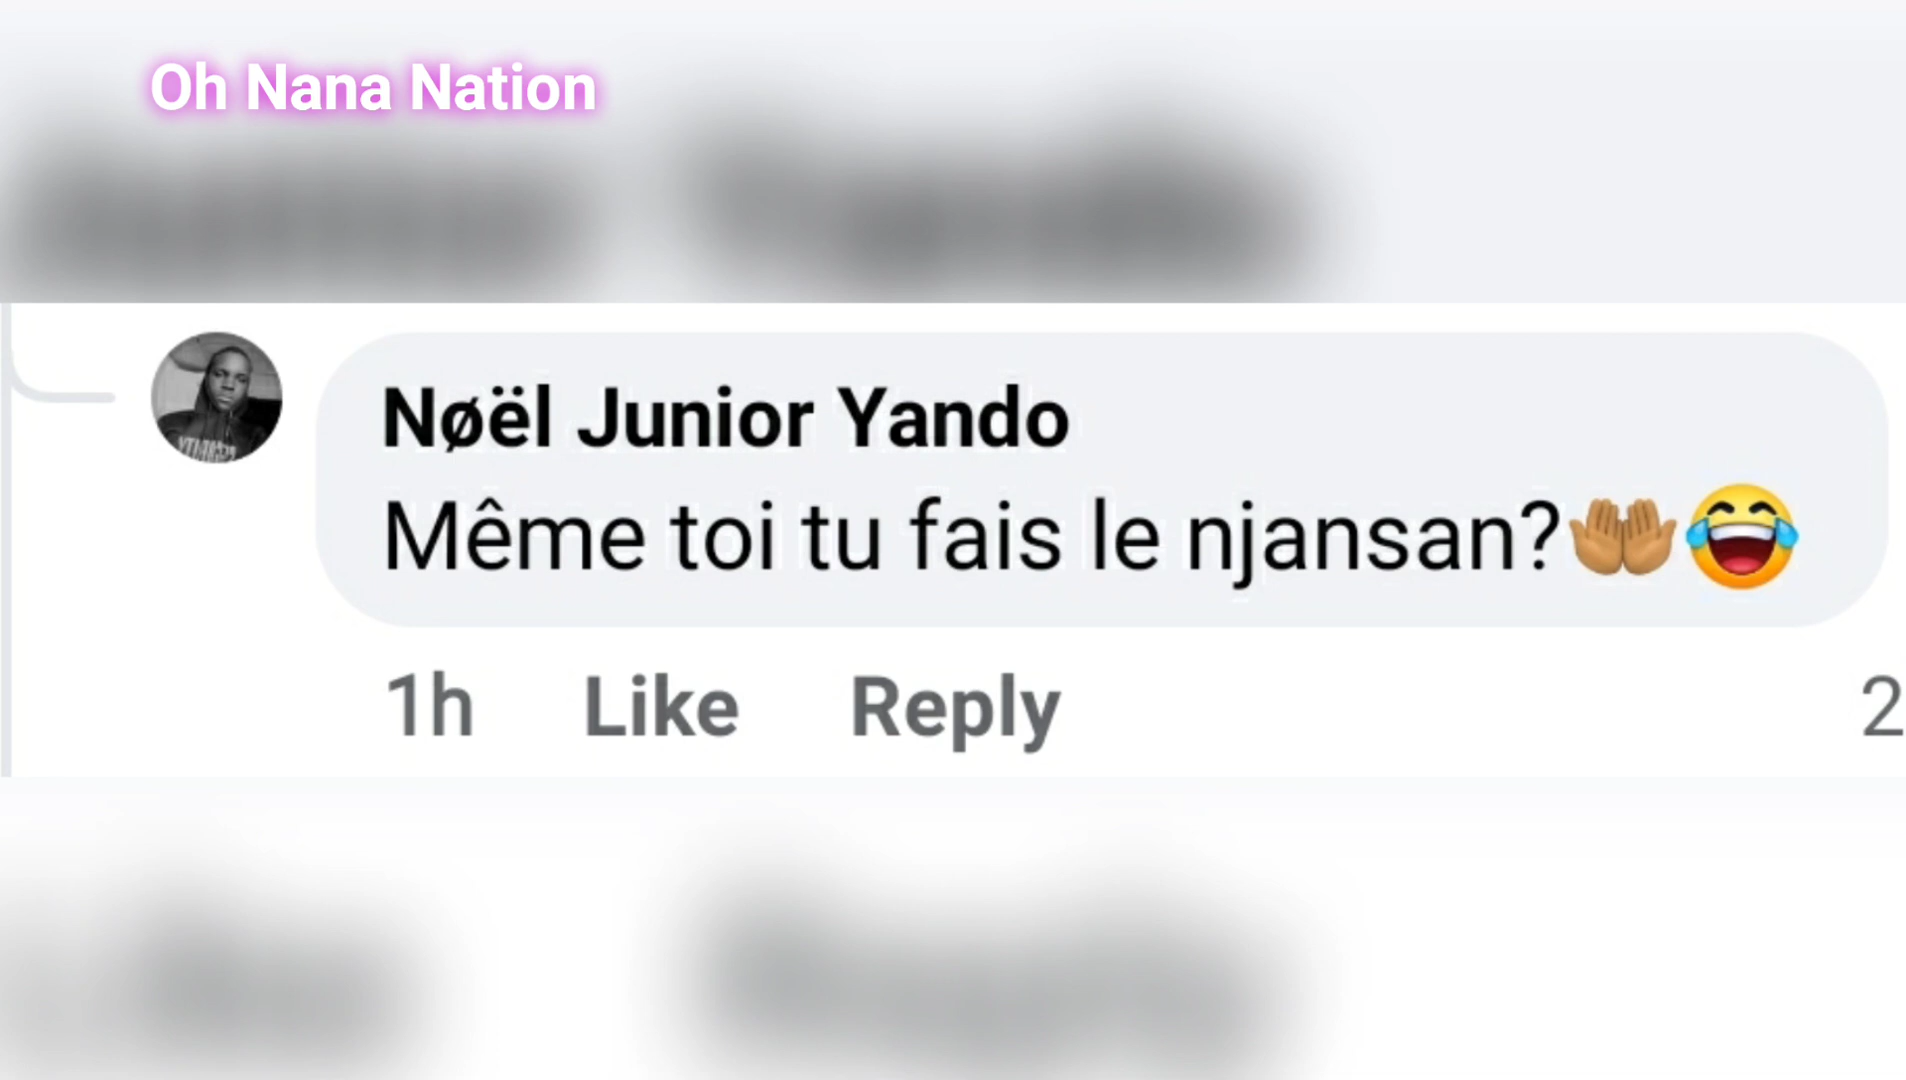 Oh Nana Nation
Nøël Junior Yando
Même toi tu fais le njansan?🤲🏾😂
1h Like Reply 2